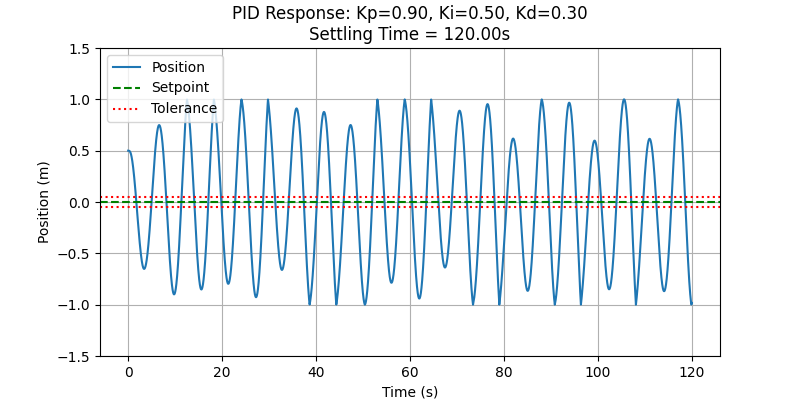 PID Response: Kp=0.90, Ki=0.50, Kd=0.30
Settling Time = 120.00s
Position
Setpoint
Tolerance
1.5
1.0
0.5
0.0
−0.5
−1.0
−1.5
Position (m)
0
20
40
60
80
100
120
Time (s)